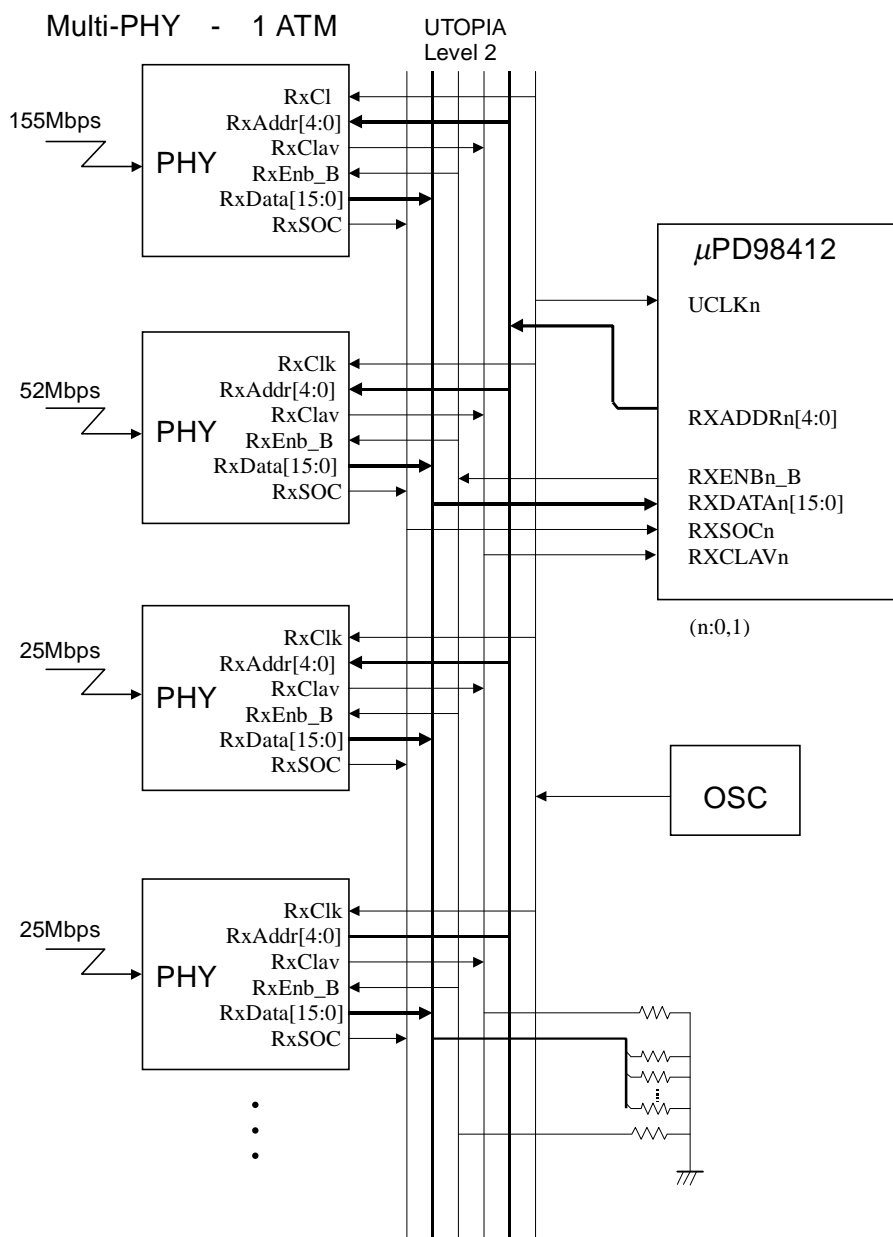 Multi-PHY - 1 ATM
UTOPIA
Level 2
155Mbps
PHY
RxCl
RxAddr[4:0]
RxClav
RxEnb_B
RxData[15:0]
RxSOC
µPD98412
UCLKn
RXADDRn[4:0]
RXENBn_B
RXDATAn[15:0]
RXSOCn
RXCLAVn
(n:0,1)
52Mbps
PHY
RxClk
RxAddr[4:0]
RxClav
RxEnb_B
RxData[15:0]
RxSOC
25Mbps
PHY
RxClk
RxAddr[4:0]
RxClav
RxEnb_B
RxData[15:0]
RxSOC
OSC
25Mbps
PHY
RxClk
RxAddr[4:0]
RxClav
RxEnb_B
RxData[15:0]
RxSOC